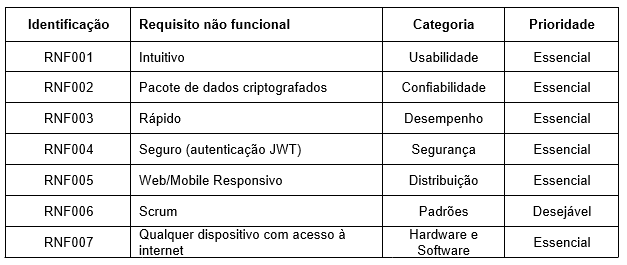 Identificação Requisito não funcional Categoria Prioridade
RNF001 Intuitivo Usabilidade Essencial
RNF002 Pacote de dados criptografados Confiabilidade Essencial
RNF003 Rápido Desempenho Essencial
RNF004 Seguro (autenticação JWT) Segurança Essencial
RNF005 Web/Mobile Responsivo Distribuição Essencial
RNF006 Scrum Padrões Desejável
RNF007 Qualquer dispositivo com acesso à internet Hardware e Software Essencial